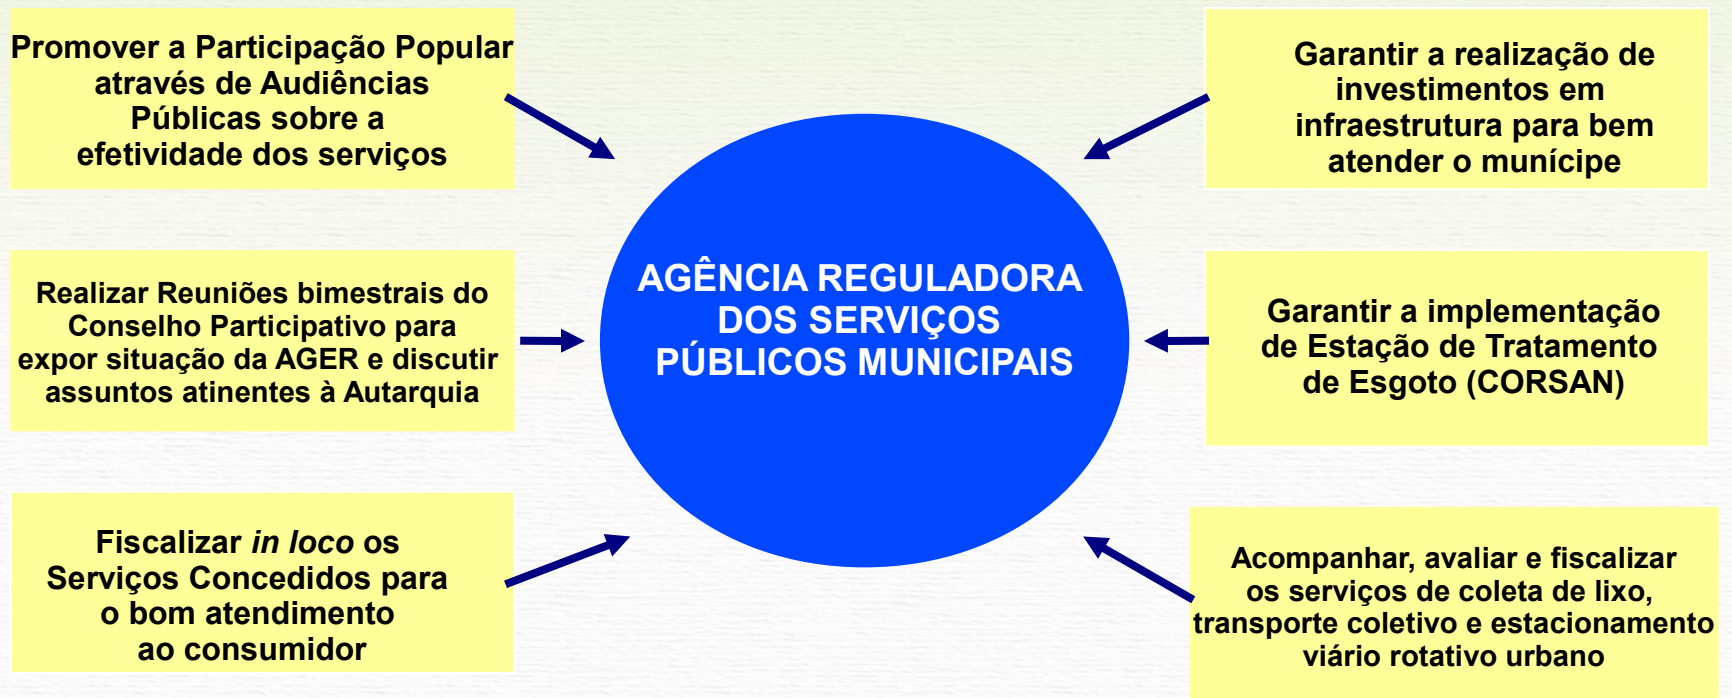 Promover a Participação Popular
através de Audiências
Públicas sobre a
efetividade dos serviços
Realizar Reuniões bimestrais do
Conselho Participativo para
expor situação da AGER e discutir
assuntos atinentes à Autarquia
Fiscalizar in loco os
Serviços Concedidos para
o bom atendimento
ao consumidor
AGÊNCIA REGULADORA
DOS SERVIÇOS
PÚBLICOS MUNICIPAIS
Garantir a realização de
investimentos em
infraestrutura para bem
atender o munícipe
Garantir a implementação
de Estação de Tratamento
de Esgoto (CORSAN)
Acompanhar, avaliar e fiscalizar
os serviços de coleta de lixo,
transporte coletivo e estacionamento
viário rotativo urbano